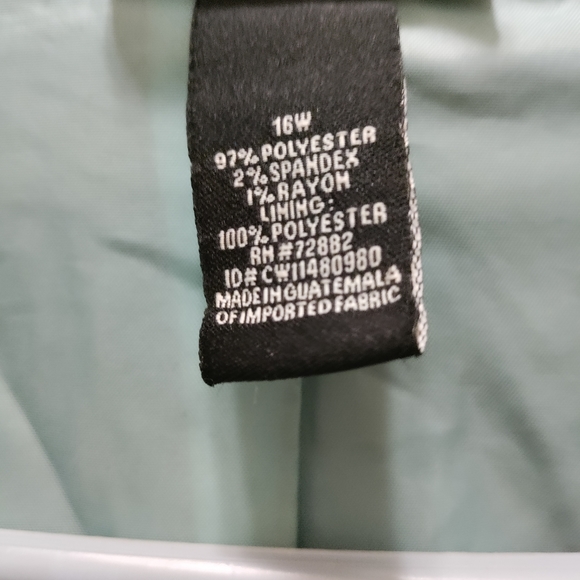 16W
97% POLYESTER
2% SPANDEX
1% RAYON
LINING:
100% POLYESTER
RN #72882
ID# CW11480980
MADE IN GUATEMALA
OF IMPORTED FABRIC